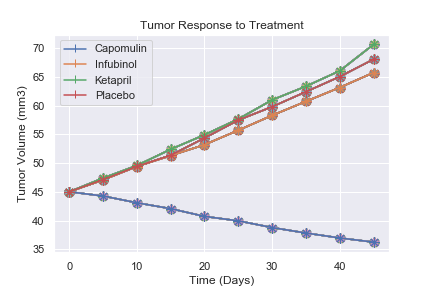 Tumor Response to Treatment
Capomulin
Infubinol
Ketapril
Placebo
Tumor Volume (mm3)
70
65
60
55
50
45
40
35
0 10 20 30 40
Time (Days)